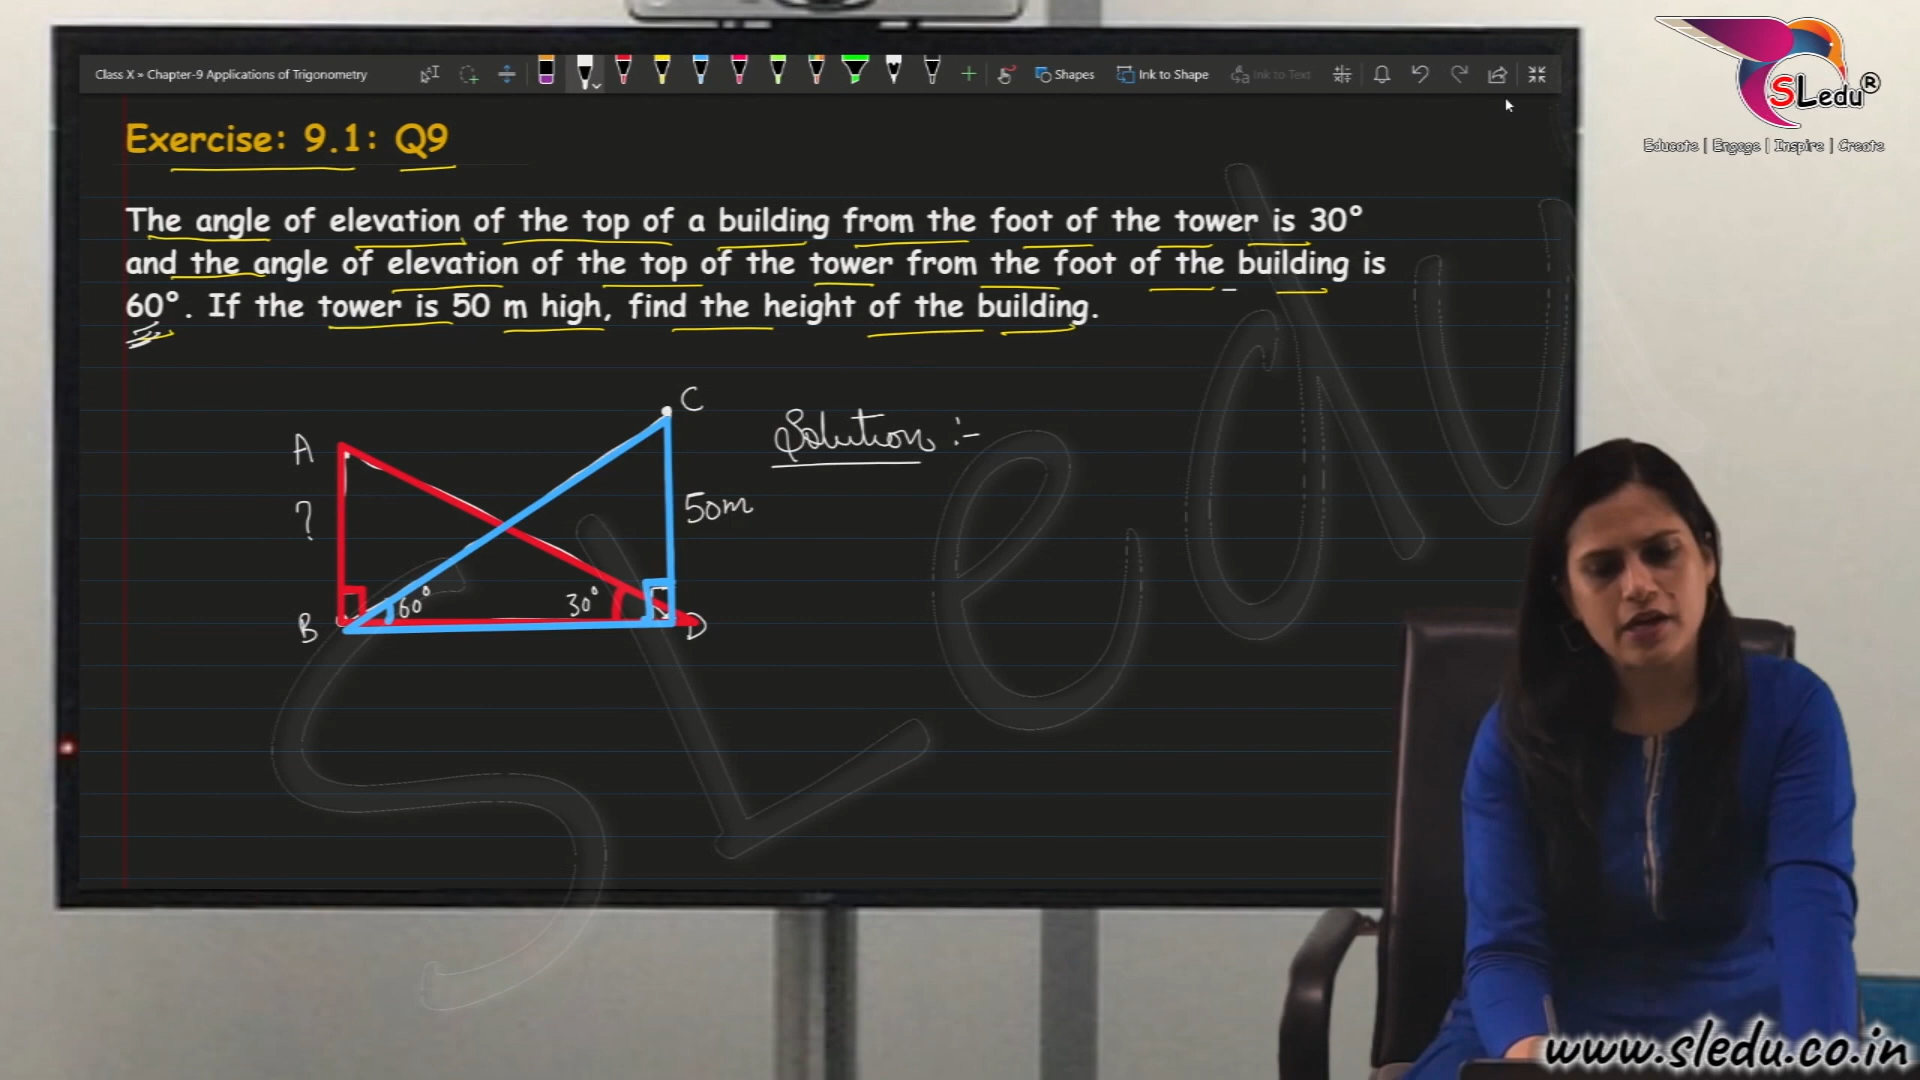 Class X » Chapter-9 Applications of Trigonometry
Shapes
Ink to Shape
Ink to Text
SLedu®
Educate | Engage | Inspire | Create
Exercise: 9.1: Q9
The angle of elevation of the top of a building from the foot of the tower is 30°
and the angle of elevation of the top of the tower from the foot of the building is
60°. If the tower is 50 m high, find the height of the building.
C
Solution :-
A
?
50m
60°
30°
B
D
SLedu
www.sledu.co.in